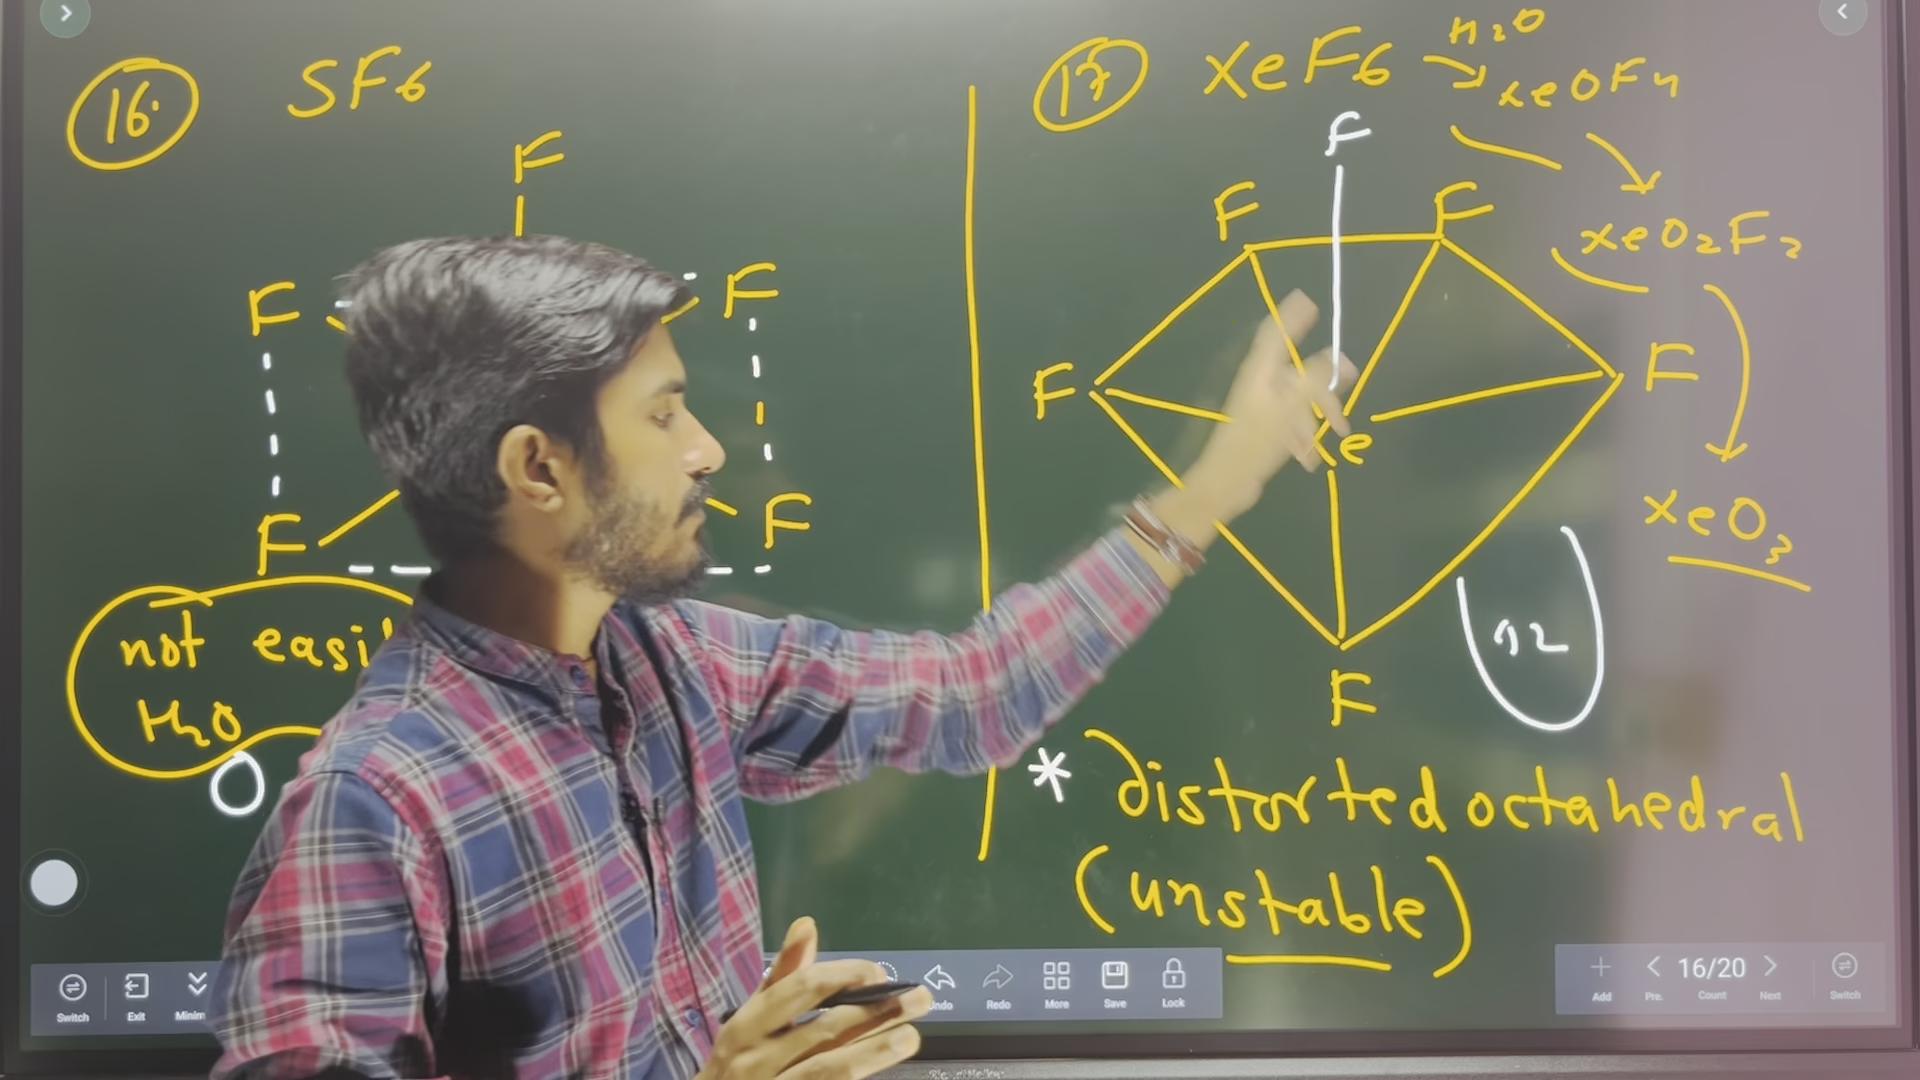 16. SF6
F
F F
F F
not easil
H2O
17 XeF6 H2O
XeOF4
F
F F
XeO2F2
F F
Xe
XeO3
F
* Distorted octahedral
(unstable)
Switch Exit Minim Undo Redo More Save Lock
16/20
Add Pre. Count Next Switch